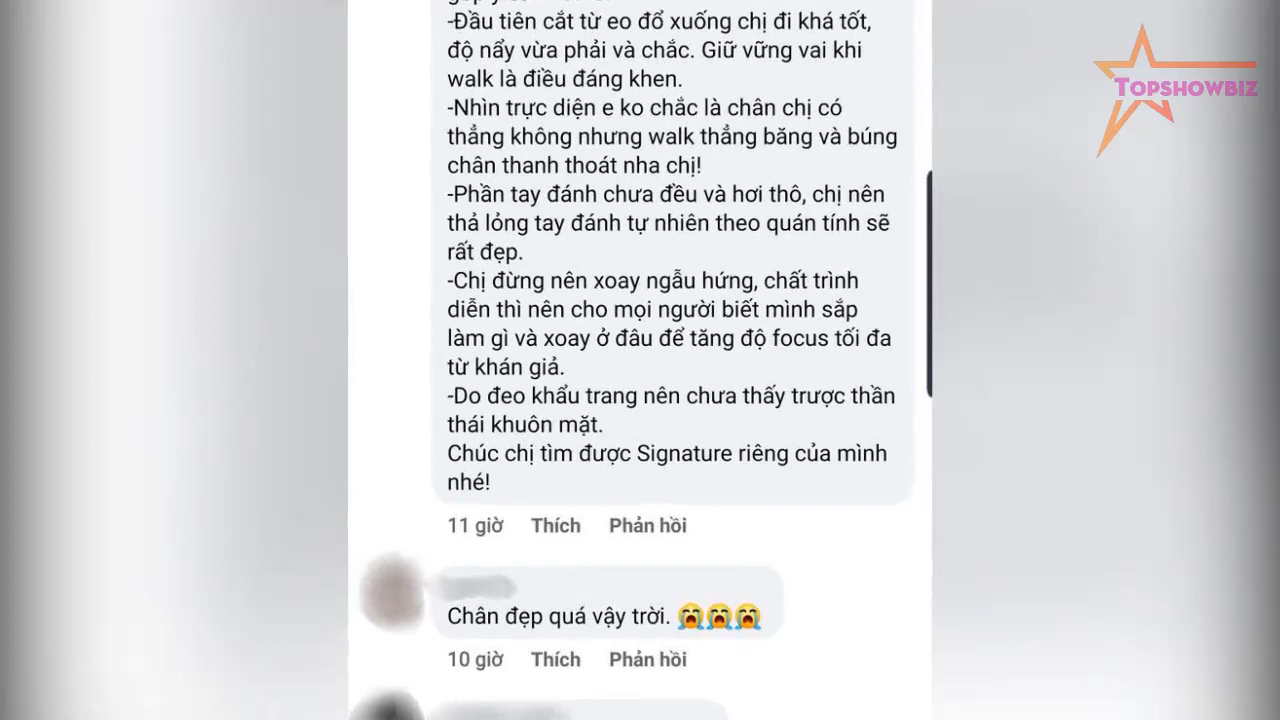 -Đầu tiên cắt từ eo đổ xuống chị đi khá tốt,
độ nẩy vừa phải và chắc. Giữ vững vai khi
walk là điều đáng khen.
-Nhìn trực diện e ko chắc là chân chị có
thẳng không nhưng walk thẳng băng và búng
chân thanh thoát nha chị!
-Phần tay đánh chưa đều và hơi thô, chị nên
thả lỏng tay đánh tự nhiên theo quán tính sẽ
rất đẹp.
-Chị đừng nên xoay ngẫu hứng, chất trình
diễn thì nên cho mọi người biết mình sắp
làm gì và xoay ở đâu để tăng độ focus tối đa
từ khán giả.
-Do đeo khẩu trang nên chưa thấy trược thần
thái khuôn mặt.
Chúc chị tìm được Signature riêng của mình
nhé!
11 giờ Thích Phản hồi
Chân đẹp quá vậy trời. 😭😭😭
10 giờ Thích Phản hồi
TOPSHOWBIZ